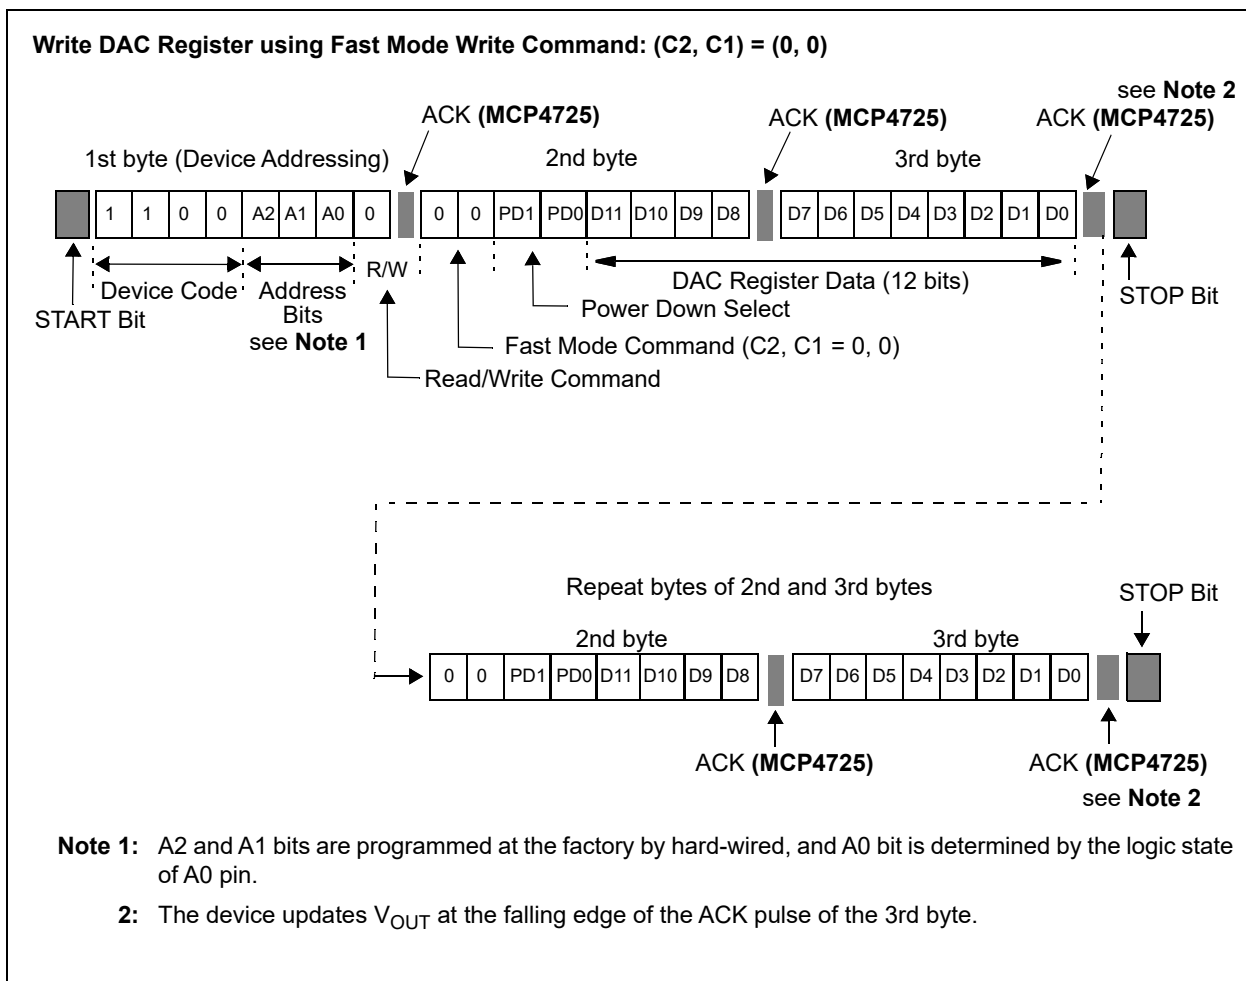 Write DAC Register using Fast Mode Write Command: (C2, C1) = (0, 0)
see Note 2
ACK (MCP4725)
ACK (MCP4725)
ACK (MCP4725)
1st byte (Device Addressing)
2nd byte
3rd byte
1 1 0 0 A2 A1 A0 0
0 0 PD1 PD0 D11 D10 D9 D8
D7 D6 D5 D4 D3 D2 D1 D0
R/W
DAC Register Data (12 bits)
Device Code
Address
Bits
see Note 1
START Bit
Power Down Select
STOP Bit
Fast Mode Command (C2, C1 = 0, 0)
Read/Write Command
Repeat bytes of 2nd and 3rd bytes
STOP Bit
2nd byte
3rd byte
0 0 PD1 PD0 D11 D10 D9 D8
D7 D6 D5 D4 D3 D2 D1 D0
ACK (MCP4725)
ACK (MCP4725)
see Note 2
Note 1: A2 and A1 bits are programmed at the factory by hard-wired, and A0 bit is determined by the logic state
of A0 pin.
2: The device updates VOUT at the falling edge of the ACK pulse of the 3rd byte.